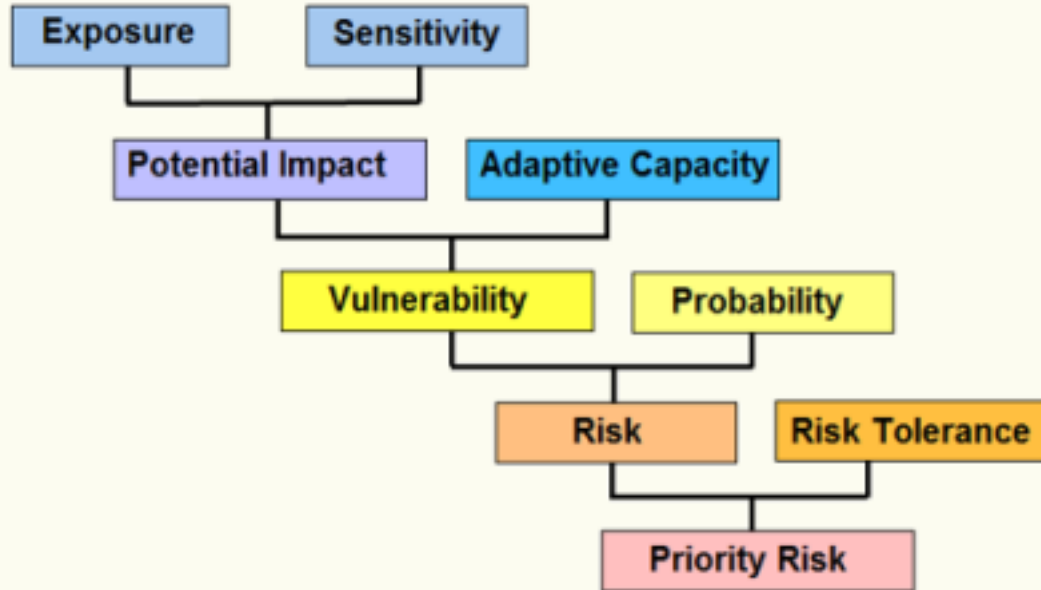 Exposure
Sensitivity
Potential Impact
Adaptive Capacity
Vulnerability
Probability
Risk
Risk Tolerance
Priority Risk